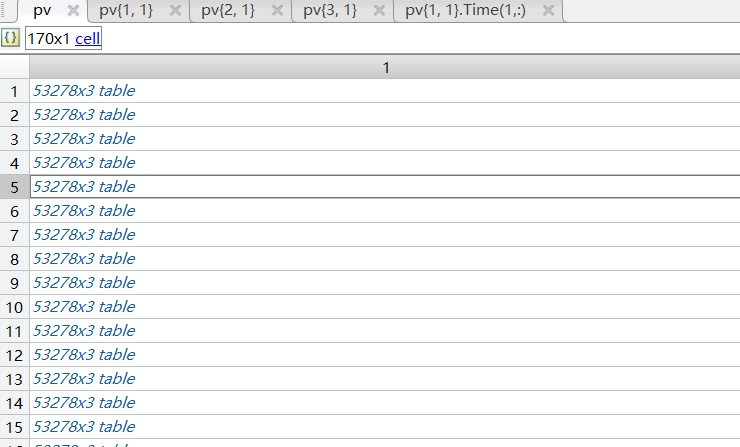 pv pv{1, 1} pv{2, 1} pv{3, 1} pv{1, 1}.Time(1,:)
{} 170x1 cell
1
1 53278x3 table
2 53278x3 table
3 53278x3 table
4 53278x3 table
5 53278x3 table
6 53278x3 table
7 53278x3 table
8 53278x3 table
9 53278x3 table
10 53278x3 table
11 53278x3 table
12 53278x3 table
13 53278x3 table
14 53278x3 table
15 53278x3 table